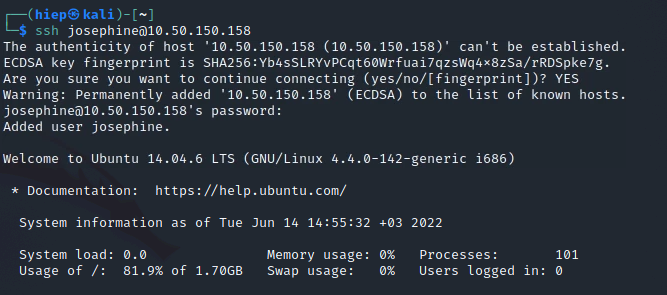 ┌──(hiep㉿kali)-[~]
└─$ ssh josephine@10.50.150.158
The authenticity of host '10.50.150.158 (10.50.150.158)' can't be established.
ECDSA key fingerprint is SHA256:Yb4sSLRYvPCqt60Wrfuai7qzsWq4×8zSa/rRDSpke7g.
Are you sure you want to continue connecting (yes/no/[fingerprint])? YES
Warning: Permanently added '10.50.150.158' (ECDSA) to the list of known hosts.
josephine@10.50.150.158's password:
Added user josephine.
Welcome to Ubuntu 14.04.6 LTS (GNU/Linux 4.4.0-142-generic i686)
* Documentation:  https://help.ubuntu.com/
System information as of Tue Jun 14 14:55:32 +03 2022
System load: 0.0 Memory usage: 0% Processes: 101
Usage of /: 81.9% of 1.70GB Swap usage: 0% Users logged in: 0